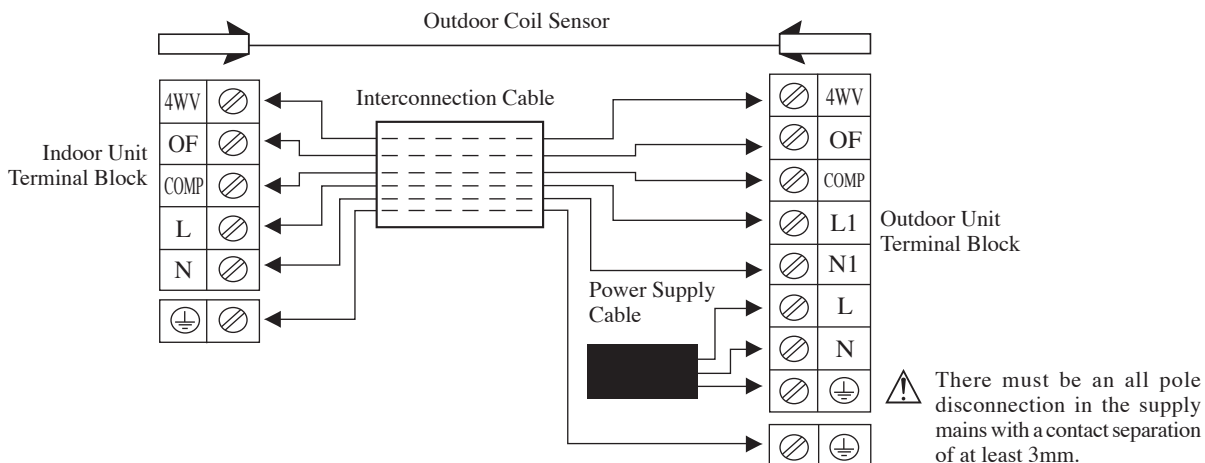 Outdoor Coil Sensor
Interconnection Cable
Indoor Unit
Terminal Block
4WV
OF
COMP
L
N
4WV
OF
COMP
L1
N1
L
N
Outdoor Unit
Terminal Block
Power Supply
Cable
There must be an all pole
disconnection in the supply
mains with a contact separation
of at least 3mm.